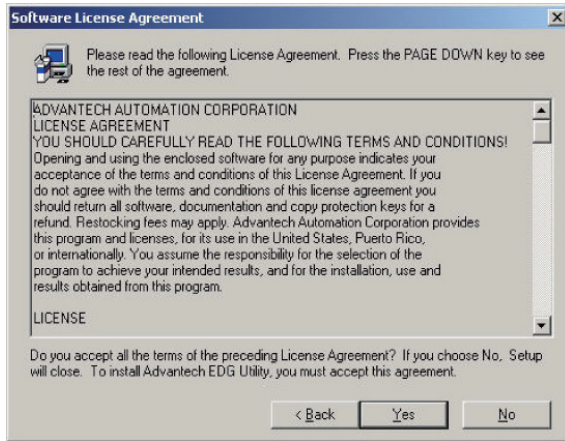 Software License Agreement
Please read the following License Agreement. Press the PAGE DOWN key to see
the rest of the agreement.
ADVANTECH AUTOMATION CORPORATION
LICENSE AGREEMENT
YOU SHOULD CAREFULLY READ THE FOLLOWING TERMS AND CONDITIONS!
Opening and using the enclosed software for any purpose indicates your
acceptance of the terms and conditions of this License Agreement. If you
do not agree with the terms and conditions of this license agreement you
should return all software, documentation and copy protection keys for a
refund. Restocking fees may apply. Advantech Automation Corporation provides
this program and licenses, for its use in the United States, Puerto Rico,
or internationally. You assume the responsibility for the selection of the
program to achieve your intended results, and for the installation, use and
results obtained from this program.
LICENSE
Do you accept all the terms of the preceding License Agreement? If you choose No, Setup
will close. To install Advantech EDG Utility, you must accept this agreement.
< Back Yes No